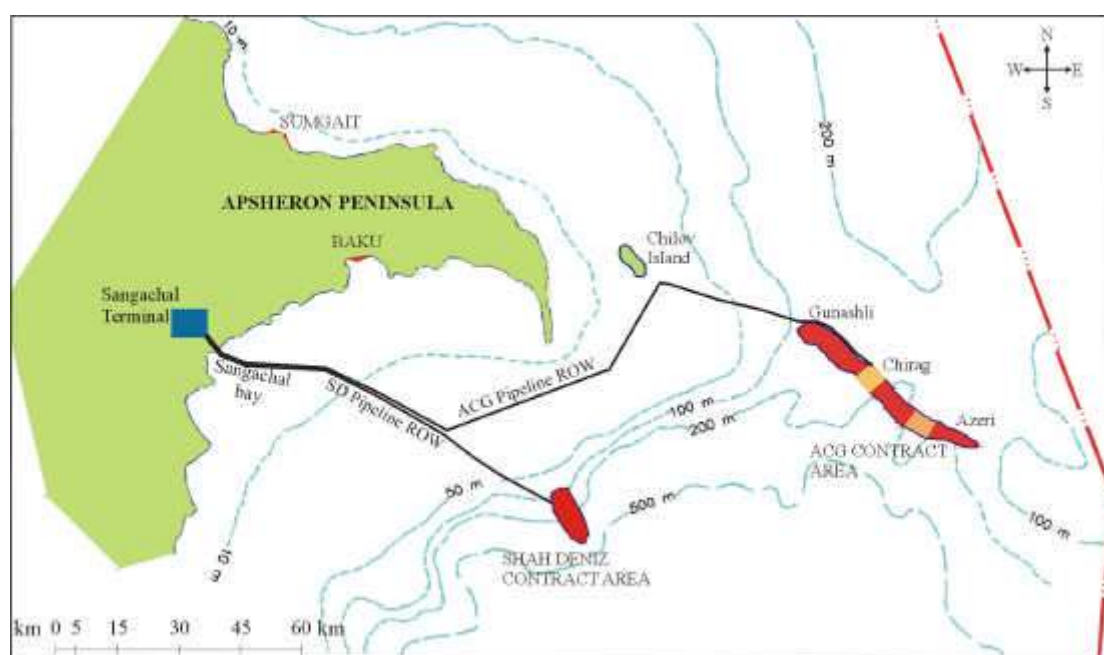 10 m
N
W E
S
200 m
SUMGAIT
APSHERON PENINSULA
BAKU
Chilov
Island
Sangachal
Terminal
Gunashli
Sangachal
bay
SD Pipeline ROW
ACG Pipeline ROW
Chirag
100 m
200 m
Azeri
ACG CONTRACT
AREA
50 m
500 m
100 m
10 m
SHAH DENIZ
CONTRACT AREA
km 0 5 15 30 45 60 km